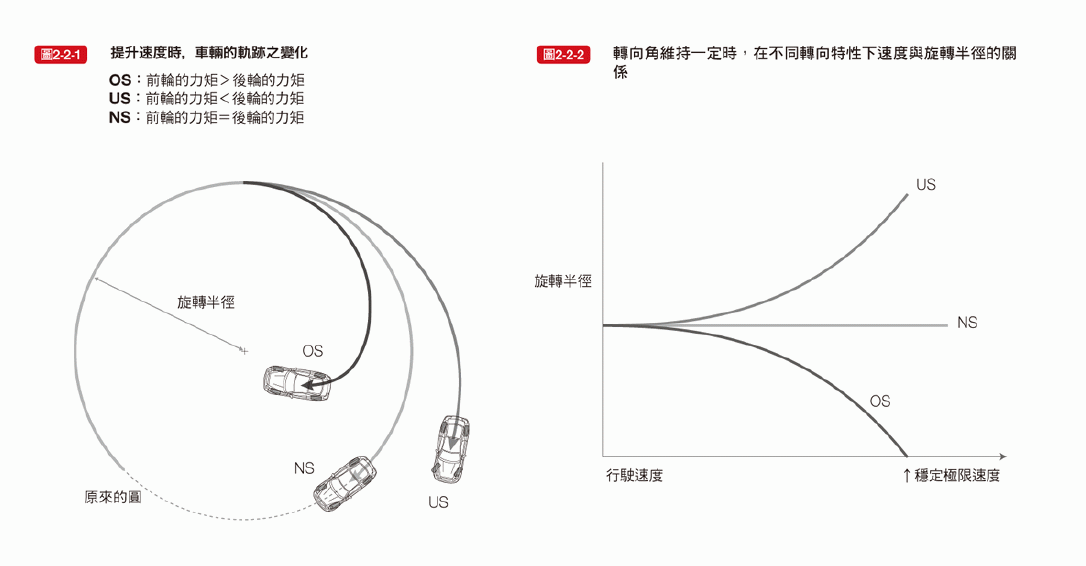 圖2-2-1
提升速度時，車輛的軌跡之變化
OS：前輪的力矩＞後輪的力矩
US：前輪的力矩＜後輪的力矩
NS：前輪的力矩＝後輪的力矩
旋转半徑
OS
NS
US
原來的圓
圖2-2-2
轉向角維持一定時，在不同轉向特性下速度與旋轉半徑的關
係
US
旋轉半徑
NS
OS
行駛速度
↑穩定極限速度